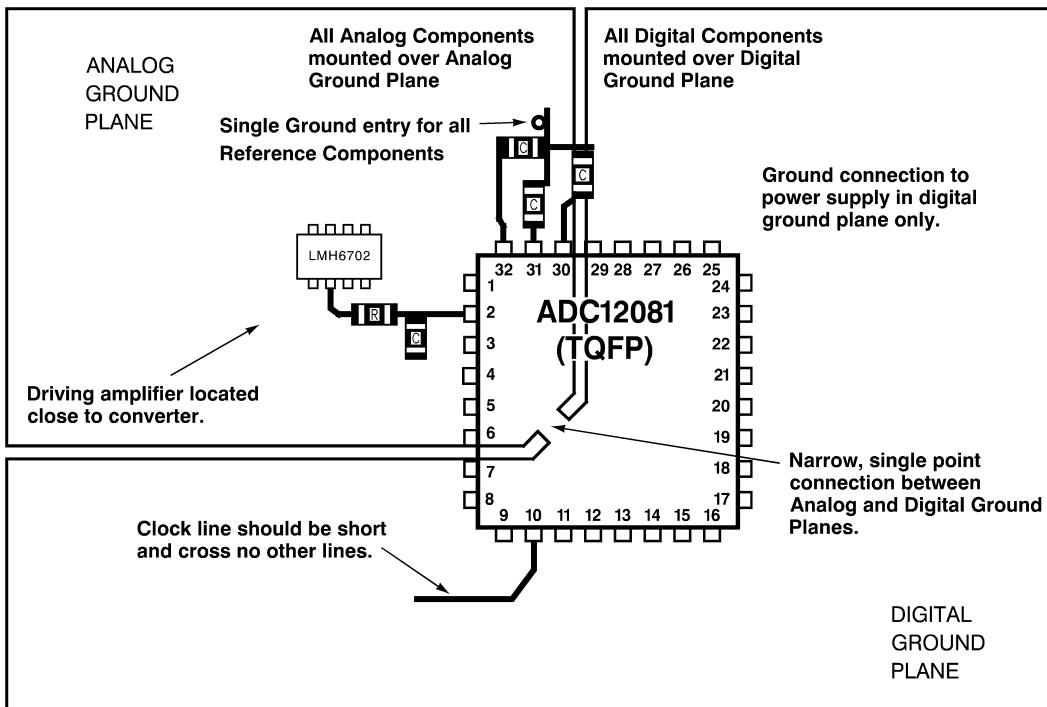 ANALOG
GROUND
PLANE
All Analog Components
mounted over Analog
Ground Plane
All Digital Components
mounted over Digital
Ground Plane
Single Ground entry for all
Reference Components
C
C
C
Ground connection to
power supply in digital
ground plane only.
LMH6702
R
C
32 31 30 29 28 27 26 25
1
2
3
4
5
6
7
8
24
23
22
21
20
19
18
17
ADC12081
(TQFP)
9 10 11 12 13 14 15 16
Driving amplifier located
close to converter.
Narrow, single point
connection between
Analog and Digital Ground
Planes.
Clock line should be short
and cross no other lines.
DIGITAL
GROUND
PLANE